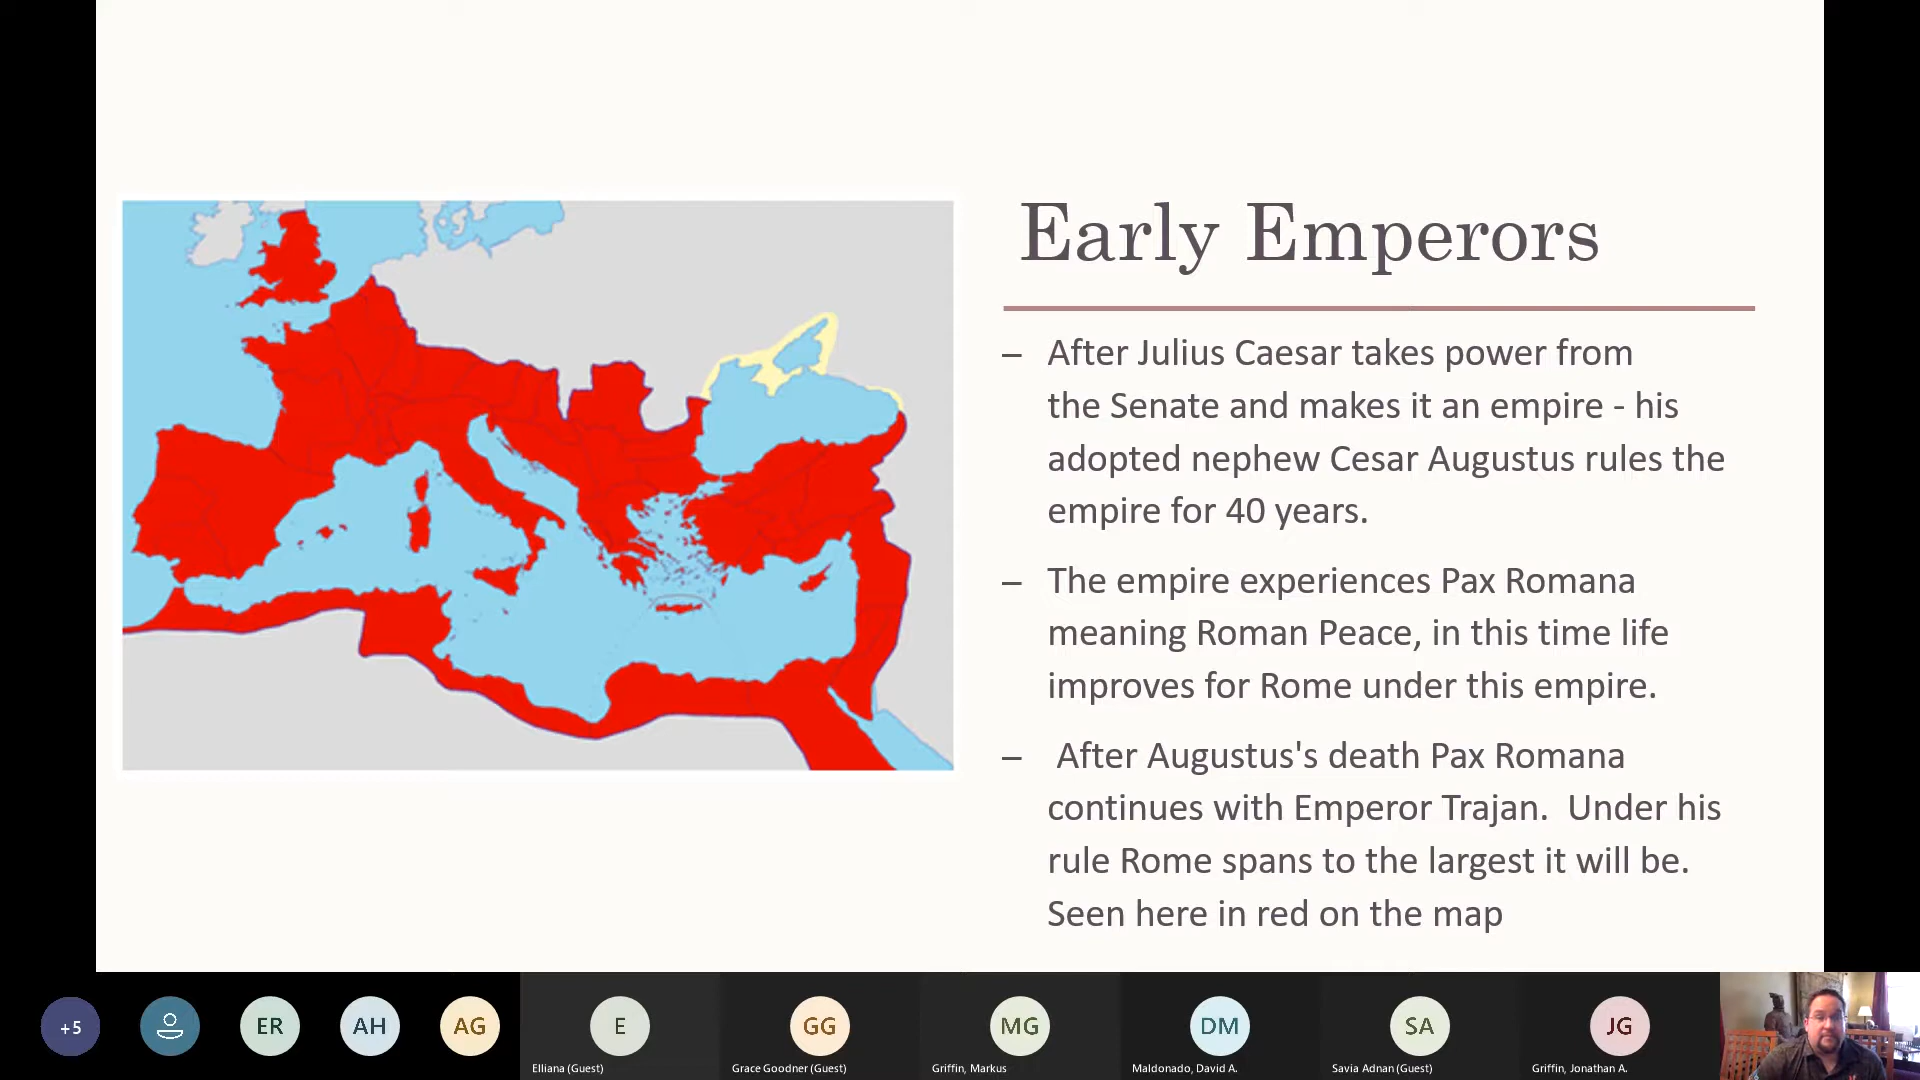 Early Emperors
– After Julius Caesar takes power from
the Senate and makes it an empire - his
adopted nephew Cesar Augustus rules the
empire for 40 years.
– The empire experiences Pax Romana
meaning Roman Peace, in this time life
improves for Rome under this empire.
– After Augustus's death Pax Romana
continues with Emperor Trajan.  Under his
rule Rome spans to the largest it will be.
Seen here in red on the map
+5
ER
AH
AG
E
Elliana (Guest)
GG
Grace Goodner (Guest)
MG
Griffin, Markus
DM
Maldonado, David A.
SA
Savia Adnan (Guest)
JG
Griffin, Jonathan A.